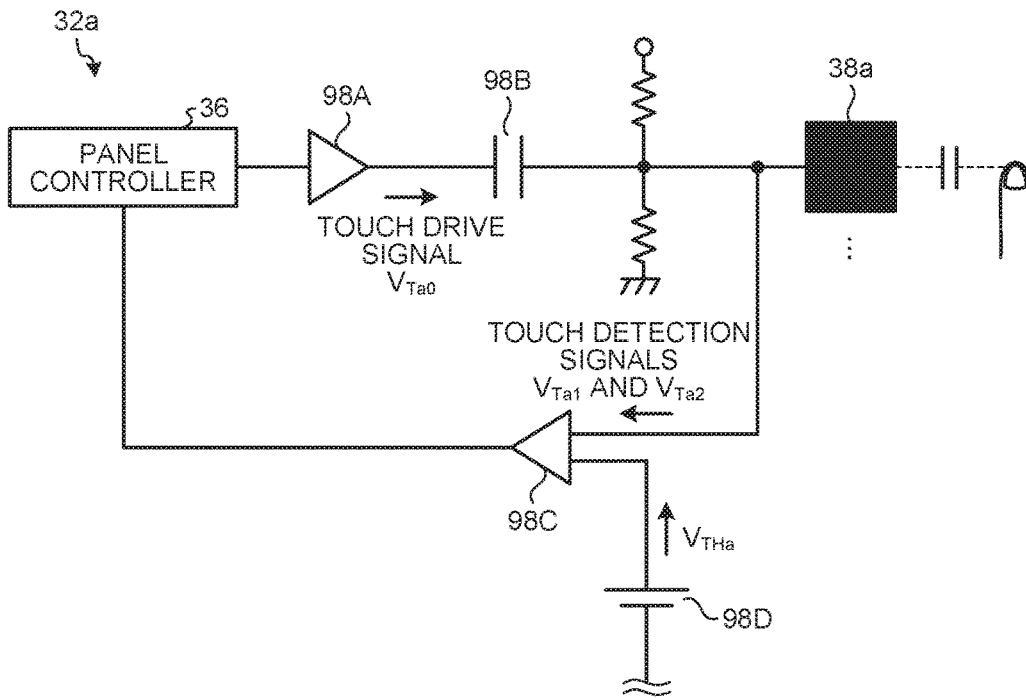 32a
36
98A
98B
38a
PANEL
CONTROLLER
TOUCH DRIVE
SIGNAL
VTa0
TOUCH DETECTION
SIGNALS
VTa1 AND VTa2
98C
VTHa
98D